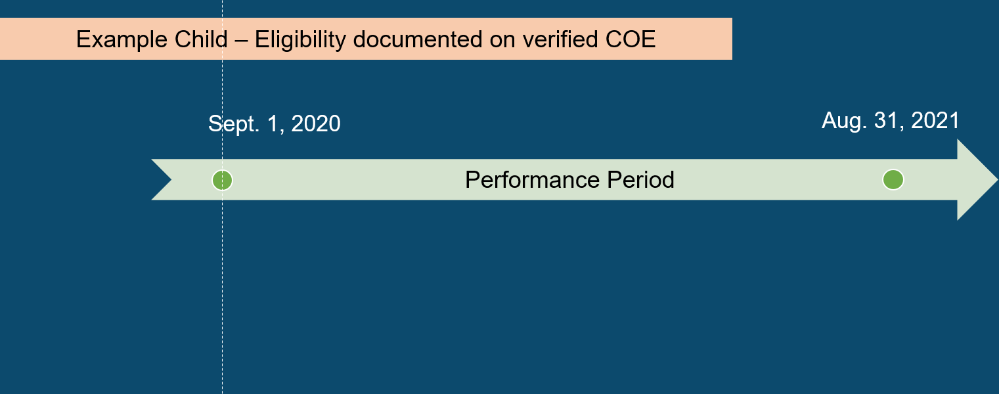 Example Child – Eligibility documented on verified COE
Sept. 1, 2020
Aug. 31, 2021
Performance Period